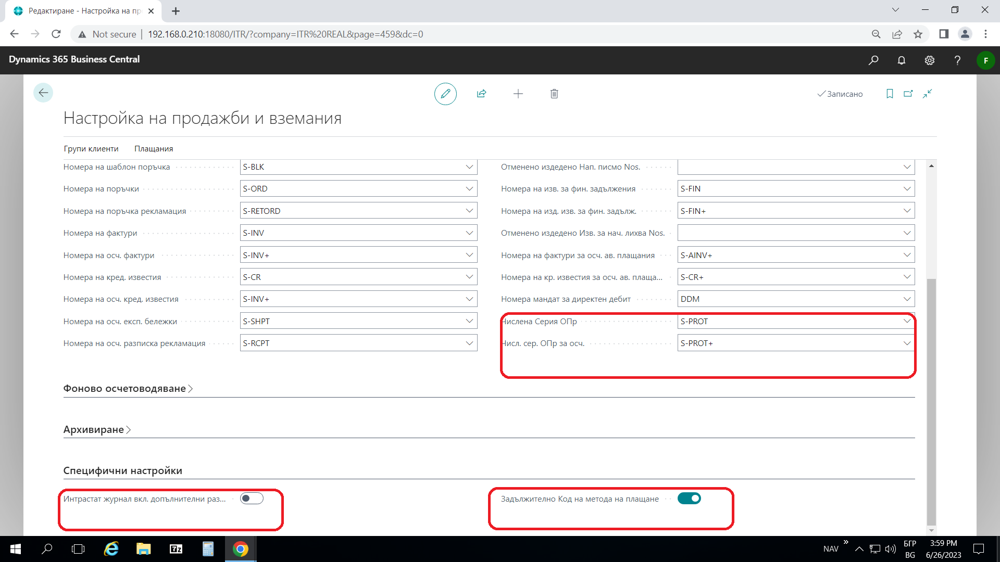 Редактиране - Настройка на пр
Not secure
192.168.0.210:18080/ITR/?company=ITR%20REAL&page=459&dc=0
Dynamics 365 Business Central
F
Записано
Настройка на продажби и вземания
Групи клиенти
Плащания
Номера на шаблон поръчка S-BLK
Отменено издедено Нап. писмо Nos.
Номера на поръчки S-ORD
Номера на изв. за фин. задължения S-FIN
Номера на поръчка рекламация S-RETORD
Номера на изд. изв. за фин. задълж. S-FIN+
Номера на фактури S-INV
Отменено издедено Изв. за нач. лихва Nos.
Номера на осч. фактури S-INV+
Номера на фактури за осч. ав. плащания S-AINV+
Номера на кред. известия S-CR
Номера на кр. известия за осч. ав. плаща... S-CR+
Номера на осч. кред. известия S-INV+
Номера мандат за директен дебит DDM
Номера на осч. експ. бележки S-SHPT
Числена Серия ОПр S-PROT
Номера на осч. разписка рекламация S-RCPT
Числ. сер. ОПр за осч. S-PROT+
Фоново осчетоводяване
Архивиране
Специфични настройки
Интрастат журнал вкл. допълнителни раз...
Задължително Код на метода на плащане
7z
NAV
БГР
BG
3:59 PM
6/26/2023